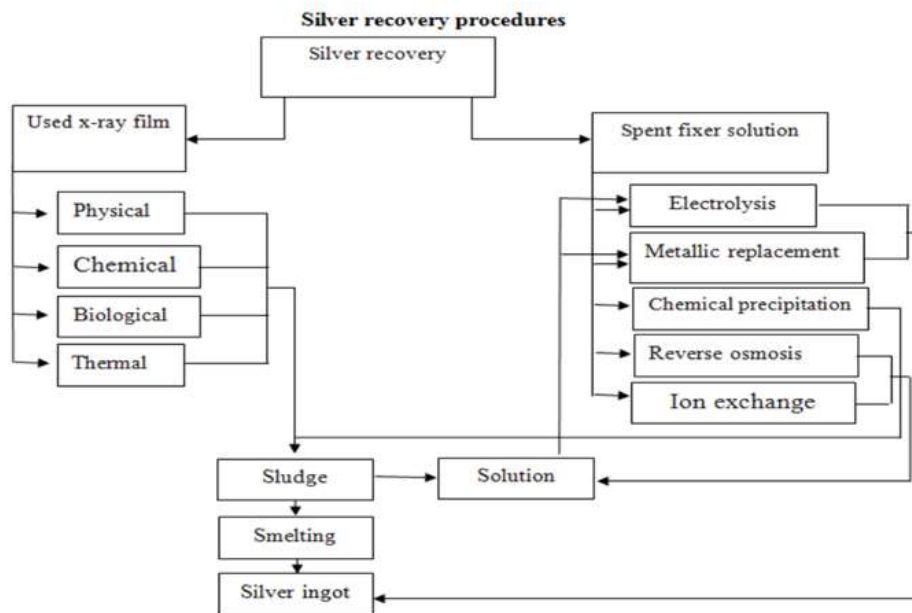 Silver recovery procedures
Silver recovery
Used x-ray film
Spent fixer solution
Physical
Chemical
Biological
Thermal
Electrolysis
Metallic replacement
Chemical precipitation
Reverse osmosis
Ion exchange
Sludge
Solution
Smelting
Silver ingot